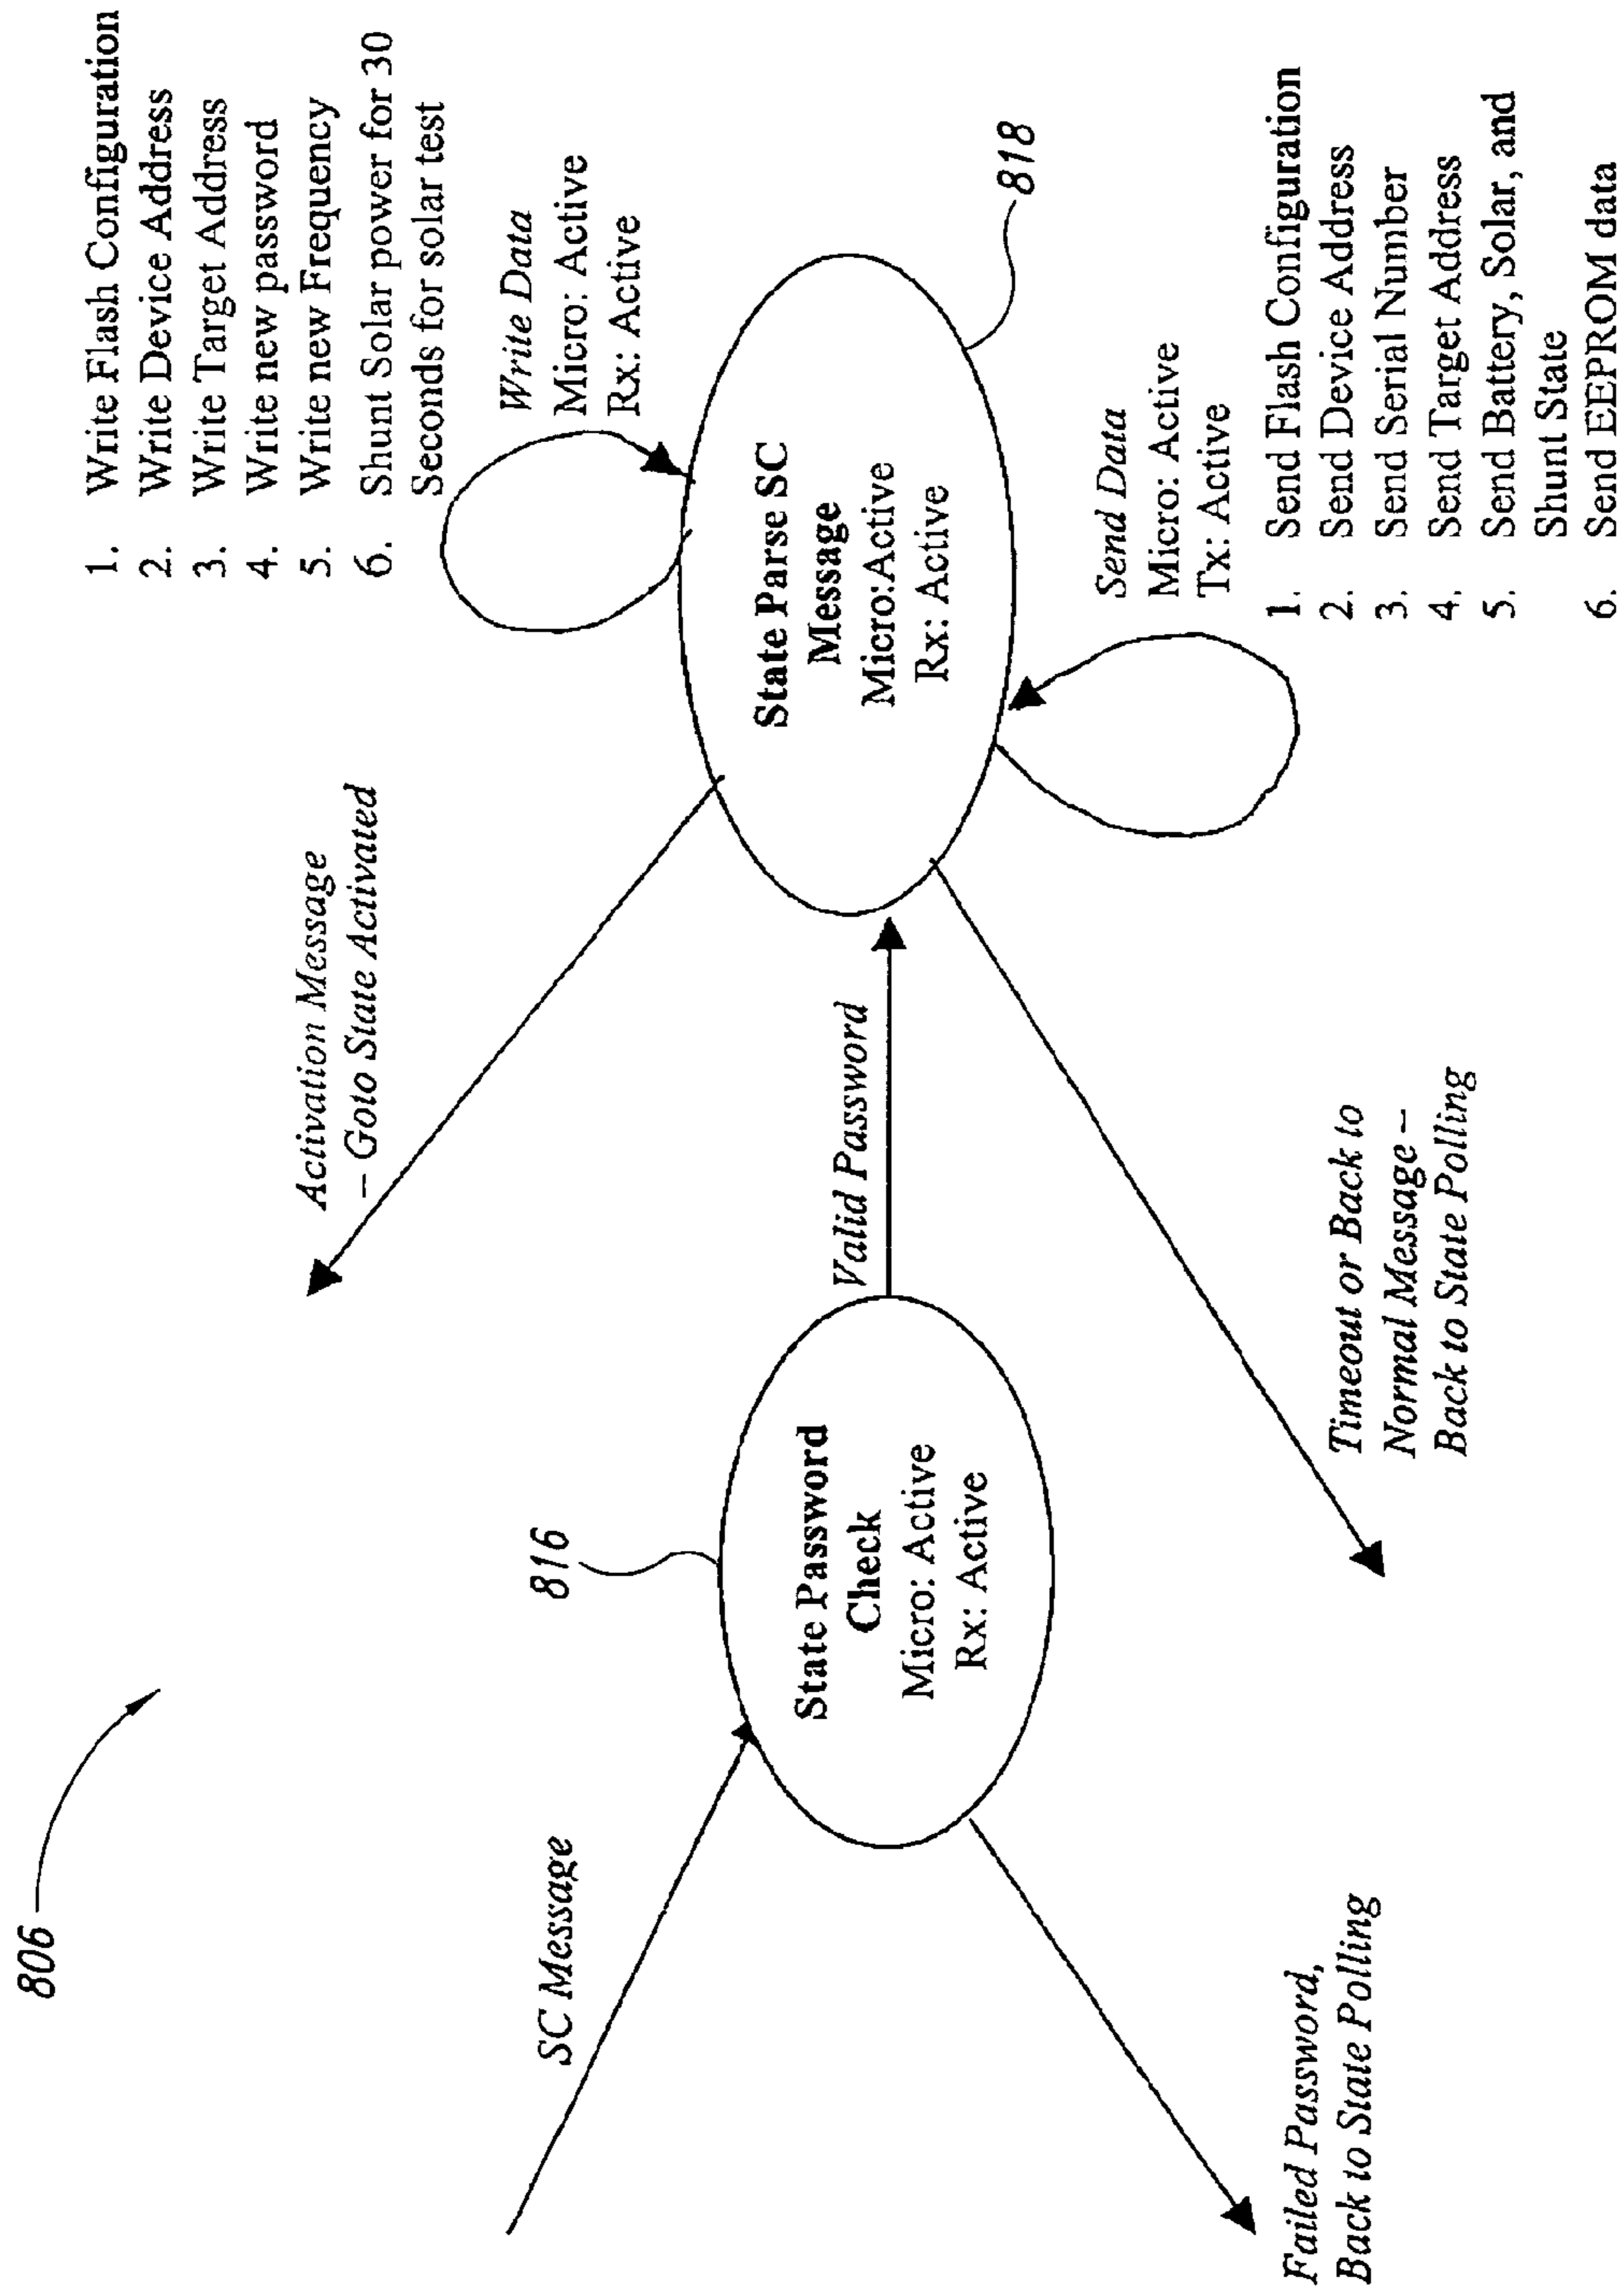 806
SC Message
816
State Password
Check
Micro: Active
Rx: Active
Failed Password,
Back to State Polling
Valid Password
Activation Message
– Goto State Activated
Timeout or Back to
Normal Message –
Back to State Polling
State Parse SC
Message
Micro:Active
Rx: Active
818
1. Write Flash Configuration
2. Write Device Address
3. Write Target Address
4. Write new password
5. Write new Frequency
6. Shunt Solar power for 30
Seconds for solar test
Write Data
Micro: Active
Rx: Active
Send Data
Micro: Active
Tx: Active
1. Send Flash Configuration
2. Send Device Address
3. Send Serial Number
4. Send Target Address
5. Send Battery, Solar, and
Shunt State
6. Send EEPROM data